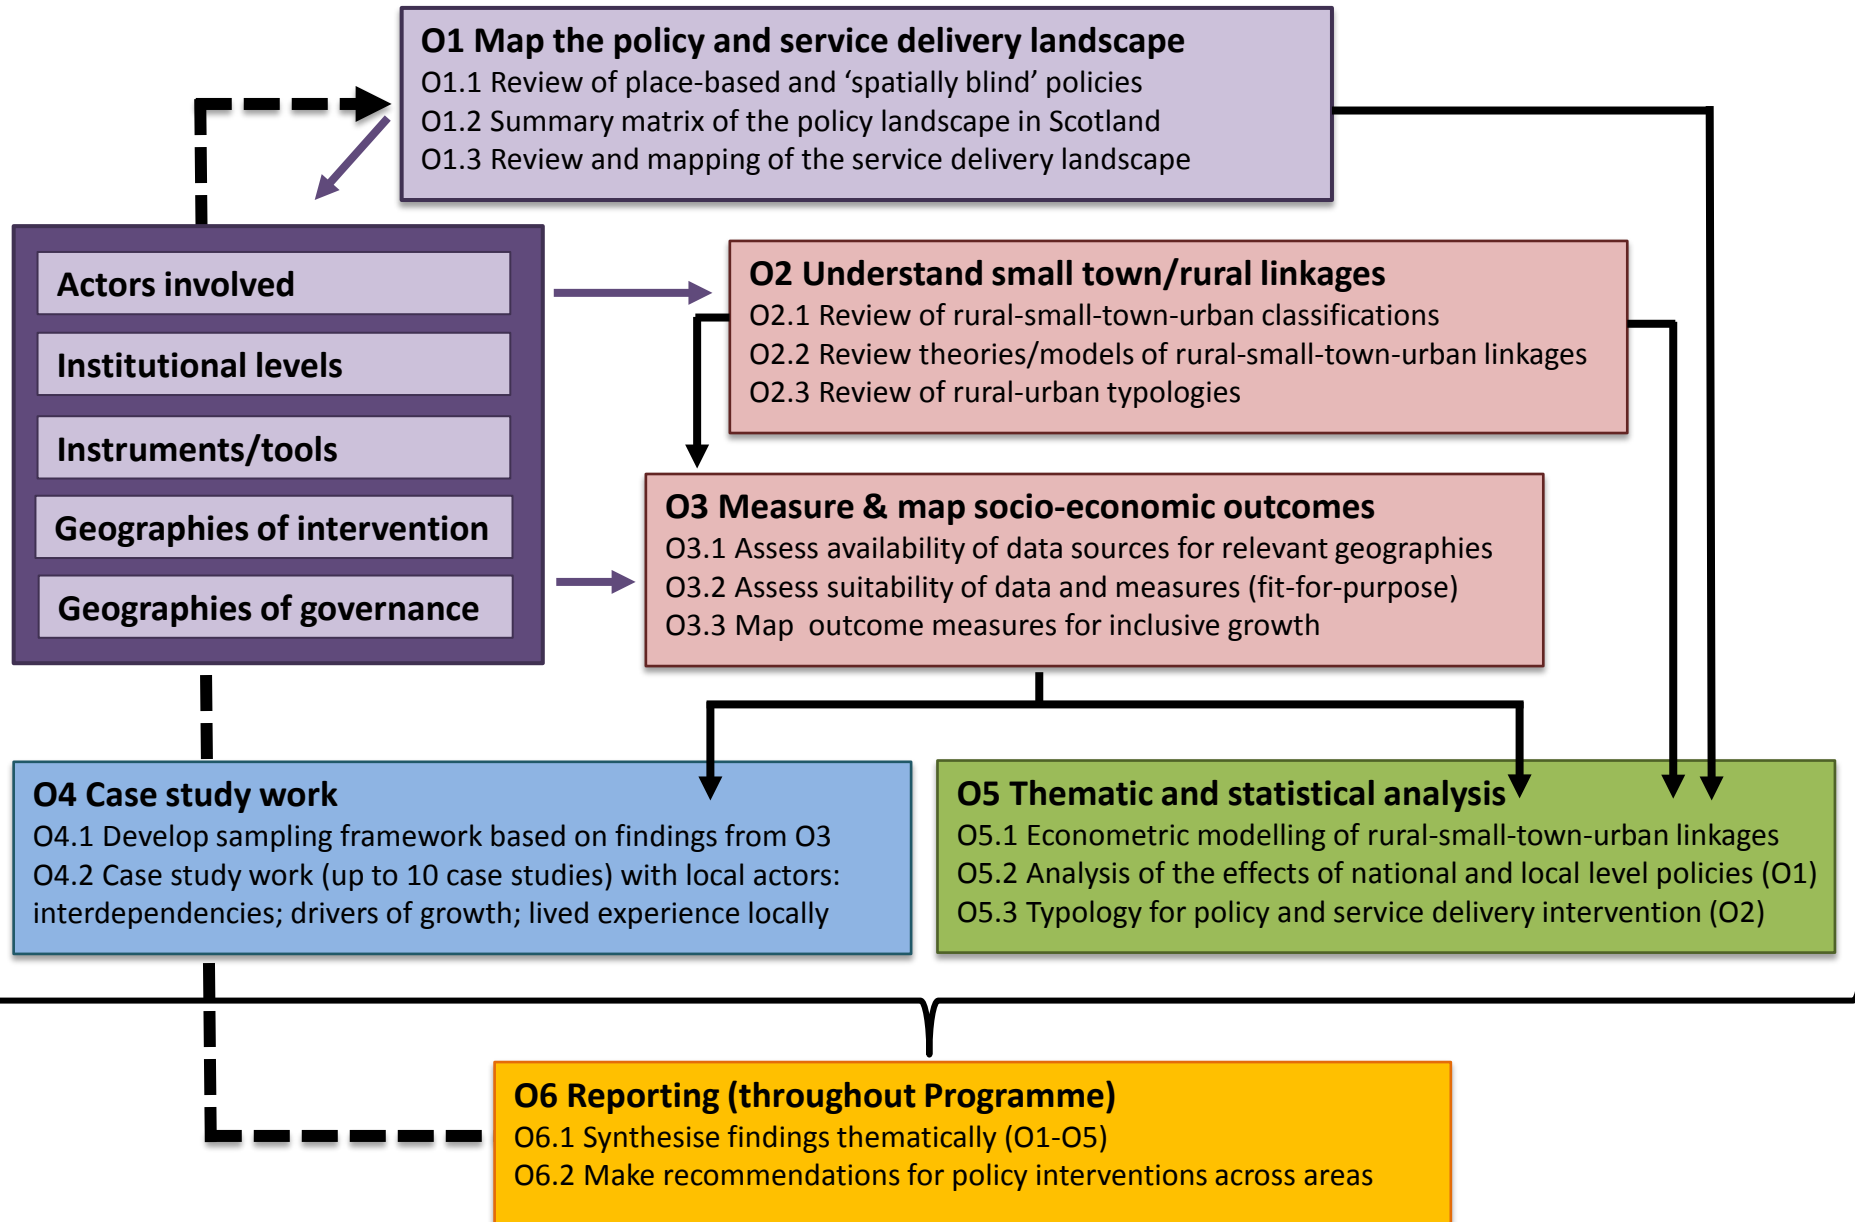 O1 Map the policy and service delivery landscape
O1.1 Review of place-based and ‘spatially blind’ policies
O1.2 Summary matrix of the policy landscape in Scotland
O1.3 Review and mapping of the service delivery landscape
Actors involved
Institutional levels
Instruments/tools
Geographies of intervention
Geographies of governance
O2 Understand small town/rural linkages
O2.1 Review of rural-small-town-urban classifications
O2.2 Review theories/models of rural-small-town-urban linkages
O2.3 Review of rural-urban typologies
O3 Measure & map socio-economic outcomes
O3.1 Assess availability of data sources for relevant geographies
O3.2 Assess suitability of data and measures (fit-for-purpose)
O3.3 Map outcome measures for inclusive growth
O4 Case study work
O4.1 Develop sampling framework based on findings from O3
O4.2 Case study work (up to 10 case studies) with local actors:
interdependencies; drivers of growth; lived experience locally
O5 Thematic and statistical analysis
O5.1 Econometric modelling of rural-small-town-urban linkages
O5.2 Analysis of the effects of national and local level policies (O1)
O5.3 Typology for policy and service delivery intervention (O2)
O6 Reporting (throughout Programme)
O6.1 Synthesise findings thematically (O1-O5)
O6.2 Make recommendations for policy interventions across areas